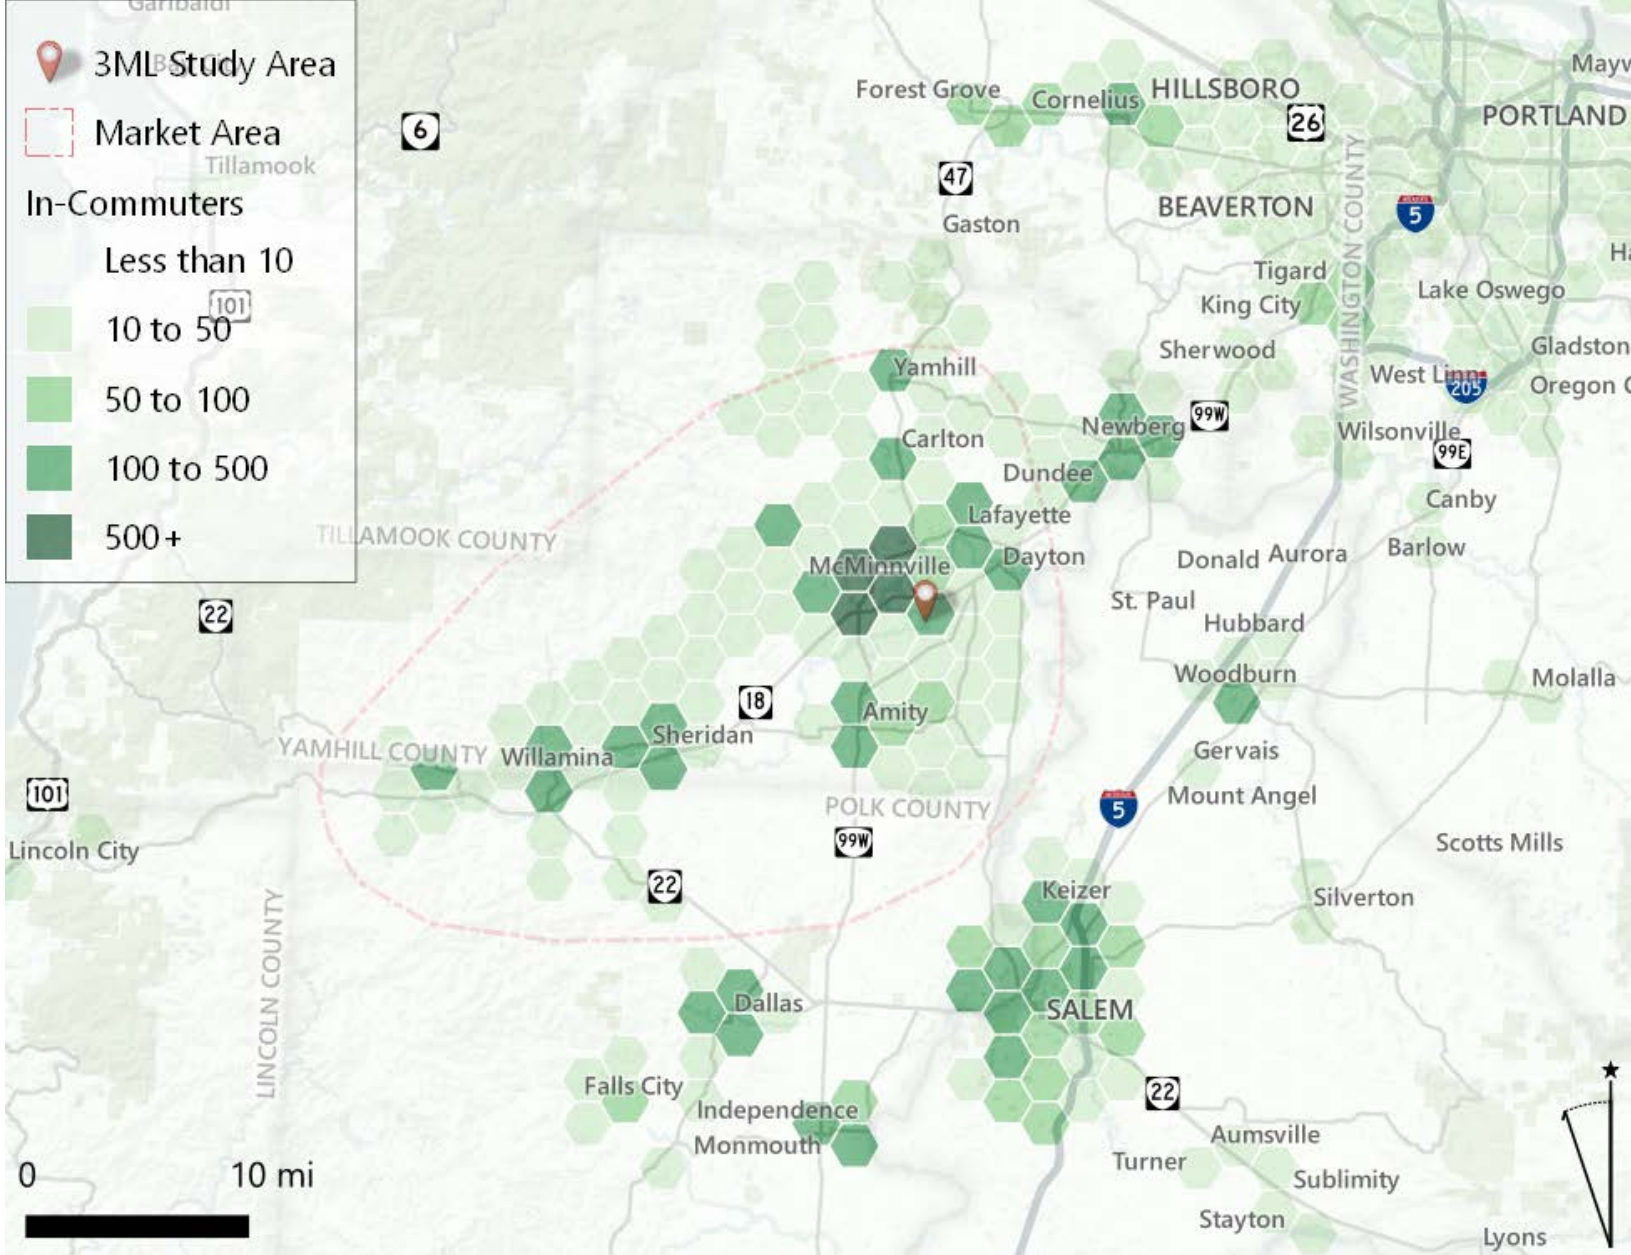 Garibaldi
3ML Study Area
Bay City
Market Area
Tillamook
In-Commuters
Less than 10
101
10 to 50
50 to 100
100 to 500
500+
6
22
Forest Grove
Cornelius
HILLSBORO
26
PORTLAND
47
Gaston
BEAVERTON
WASHINGTON COUNTY
5
Tigard
King City
Lake Oswego
Sherwood
West Linn
205
Yamhill
Newberg
99W
Wilsonville
99E
Carlton
Dundee
Canby
Lafayette
TILLAMOOK COUNTY
McMinnville
Dayton
Donald
Aurora
Barlow
St. Paul
Hubbard
Woodburn
Molalla
18
Amity
Sheridan
YAMHILL COUNTY
Willamina
Gervais
101
POLK COUNTY
5
Mount Angel
99W
Lincoln City
Scotts Mills
22
Keizer
Silverton
LINCOLN COUNTY
Dallas
SALEM
Falls City
22
Independence
Monmouth
Aumsville
Turner
Sublimity
Stayton
Lyons
0
10 mi